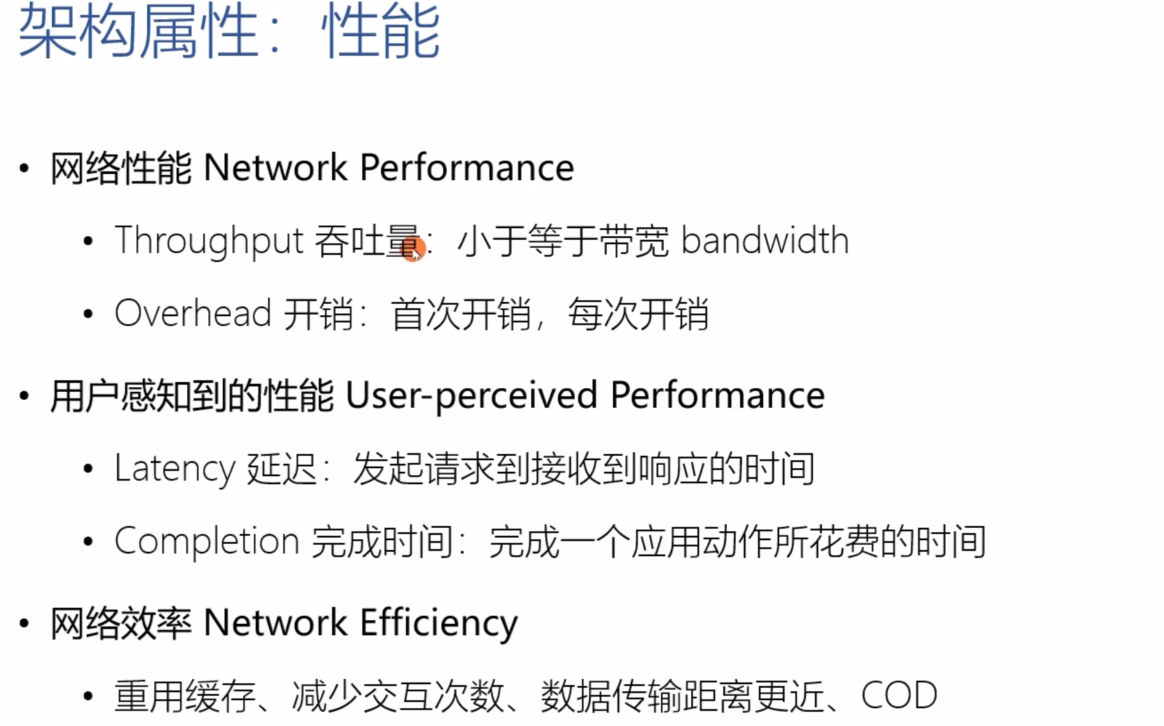 架构属性：性能
• 网络性能 Network Performance
• Throughput 吞吐量：小于等于带宽 bandwidth
• Overhead 开销：首次开销，每次开销
• 用户感知到的性能 User-perceived Performance
• Latency 延迟：发起请求到接收到响应的时间
• Completion 完成时间：完成一个应用动作所花费的时间
• 网络效率 Network Efficiency
• 重用缓存、减少交互次数、数据传输距离更近、COD